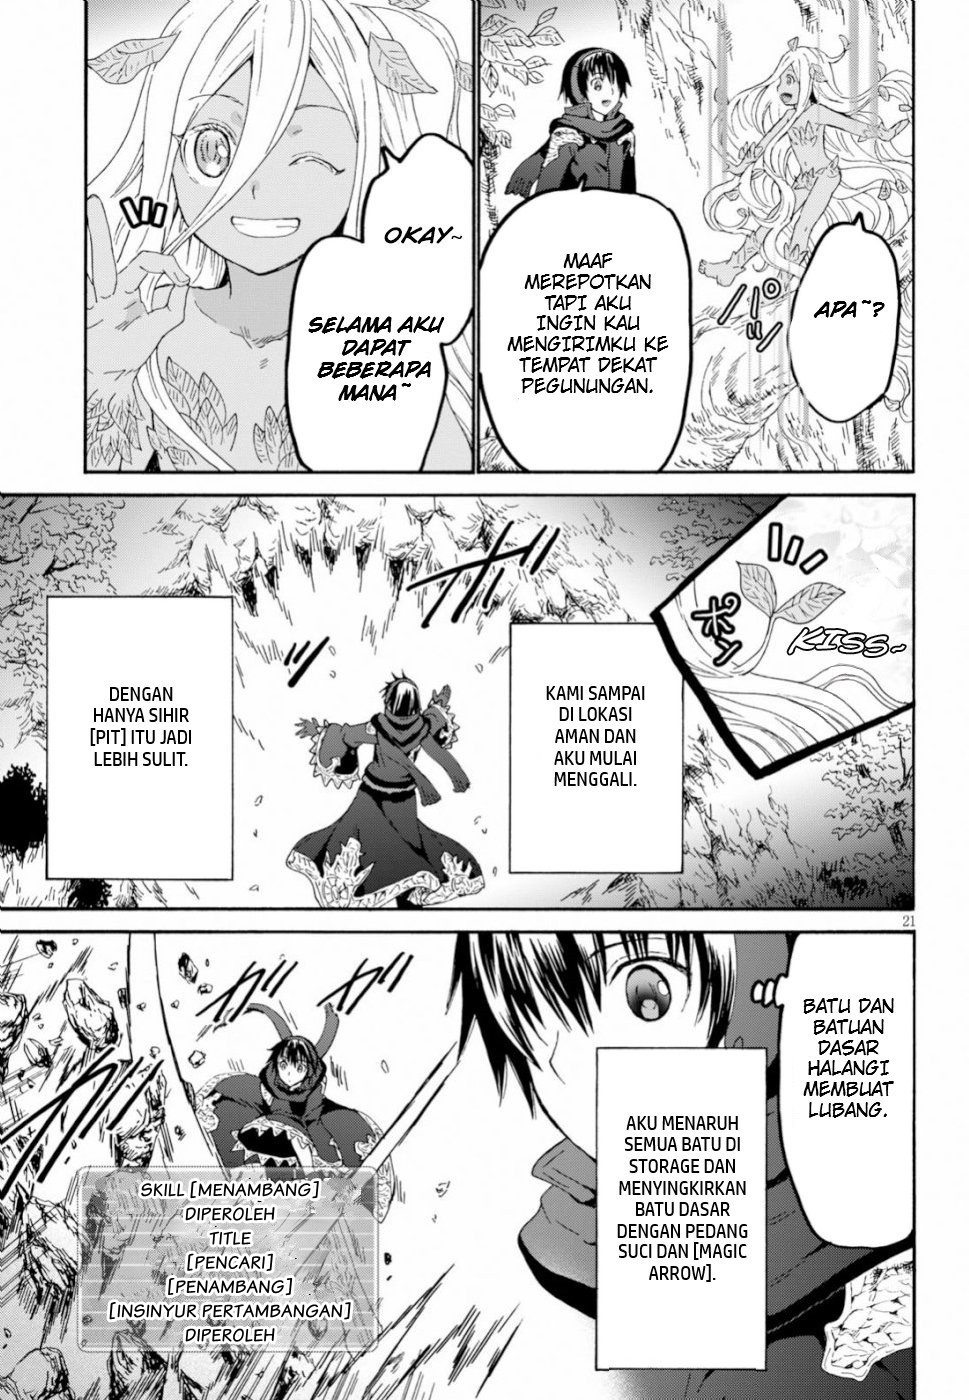 APA~?
MAAF
MEREPOTKAN
TAPI AKU
INGIN KAU
MENGIRIMKU KE
TEMPAT DEKAT
PEGUNUNGAN.
パッ
OKAY~
SELAMA AKU
DAPAT
BEBERAPA
MANA~
KISS~
KAMI SAMPAI
DI LOKASI
AMAN DAN
AKU MULAI
MENGGALI.
DENGAN
HANYA SIHIR
[PIT] ITU JADI
LEBIH SULIT.
21
BATU DAN
BATUAN
DASAR
HALANGI
MEMBUAT
LUBANG.
AKU MENARUH
SEMUA BATU DI
STORAGE DAN
MENYINGKIRKAN
BATU DASAR
DENGAN PEDANG
SUCI DAN [MAGIC
ARROW].
SKILL [MENAMBANG]
DIPEROLEH
TITLE
[PENCARI]
[PENAMBANG]
[INSINYUR PERTAMBANGAN]
DIPEROLEH